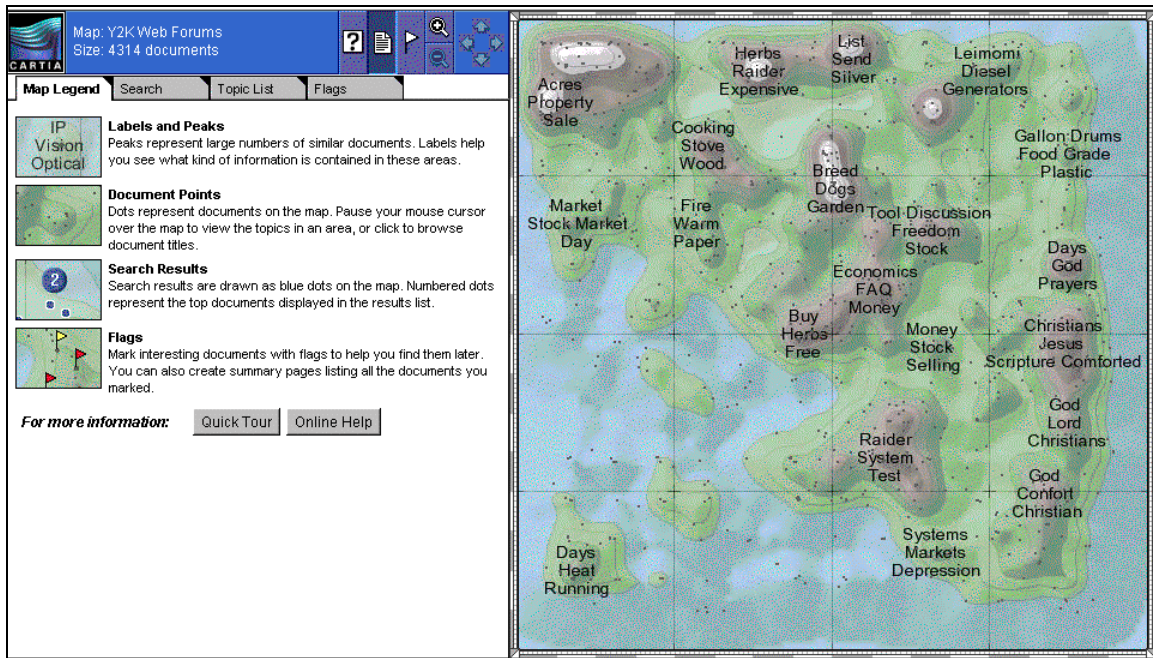 Map: Y2K Web Forums
Size: 4314 documents
CARTIA
?
Map Legend
Search
Topic List
Flags
IP
Vision
Optical
Labels and Peaks
Peaks represent large numbers of similar documents. Labels help
you see what kind of information is contained in these areas.
Document Points
Dots represent documents on the map. Pause your mouse cursor
over the map to view the topics in an area, or click to browse
document titles.
2
Search Results
Search results are drawn as blue dots on the map. Numbered dots
represent the top documents displayed in the results list.
Flags
Mark interesting documents with flags to help you find them later.
You can also create summary pages listing all the documents you
marked.
For more information:
Quick Tour
Online Help
Acres
Property
Sale
Herbs
Raider
Expensive
List
Send
Silver
Leimomi
Diesel
Generators
Cooking
Stove
Wood
Gallon Drums
Food Grade
Plastic
Breed
Dogs
Garden
Market
Stock Market
Day
Fire
Warm
Paper
Tool Discussion
Freedom
Stock
Days
God
Prayers
Economics
FAQ
Money
Buy
Herbs
Free
Money
Stock
Selling
Christians
Jesus
Scripture Comforted
God
Lord
Christians
Raider
System
Test
God
Confort
Christian
Systems
Markets
Depression
Days
Heat
Running